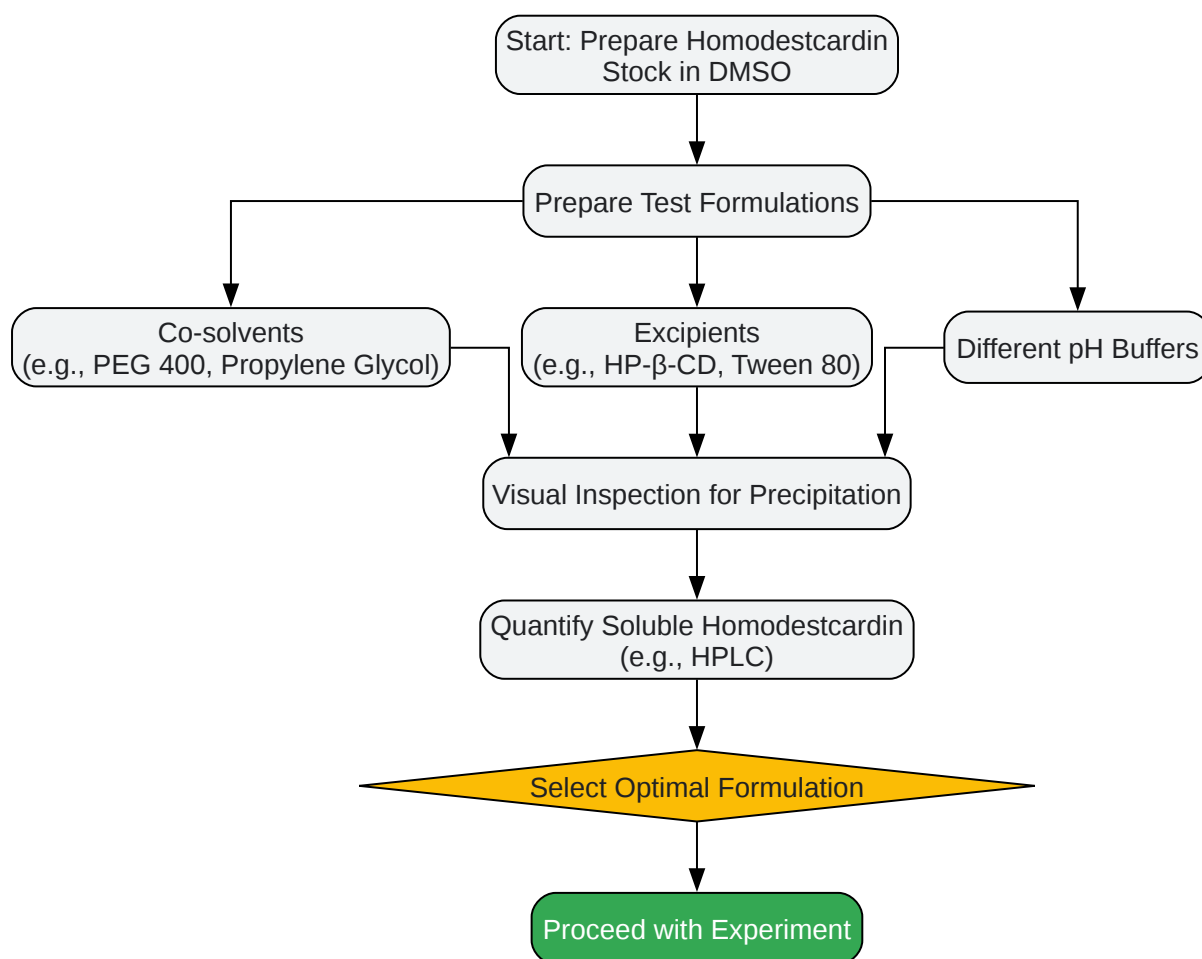 Start: Prepare Homodestcardin
Stock in DMSO
Prepare Test Formulations
Co-solvents
(e.g., PEG 400, Propylene Glycol)
Excipients
(e.g., HP-β-CD, Tween 80)
Different pH Buffers
Visual Inspection for Precipitation
Quantify Soluble Homodestcardin
(e.g., HPLC)
Select Optimal Formulation
Proceed with Experiment